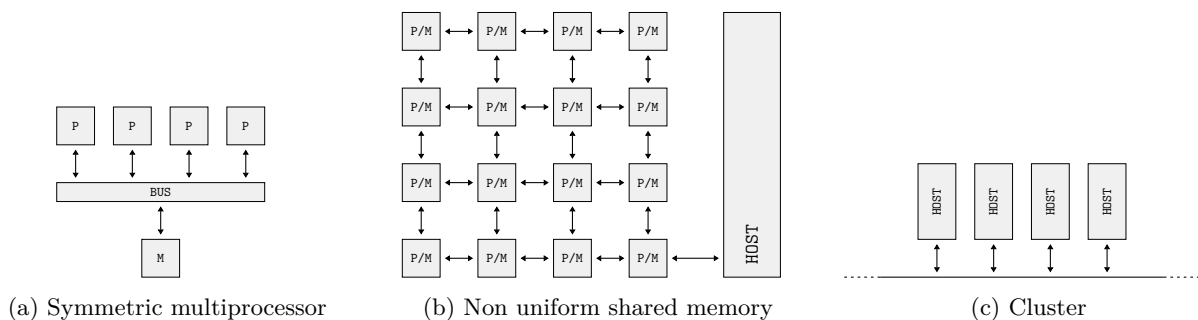 P P P P
BUS
M
(a) Symmetric multiprocessor
P/M P/M P/M P/M
P/M P/M P/M P/M
P/M P/M P/M P/M
P/M P/M P/M P/M
HOST
(b) Non uniform shared memory
HOST HOST HOST HOST
(c) Cluster